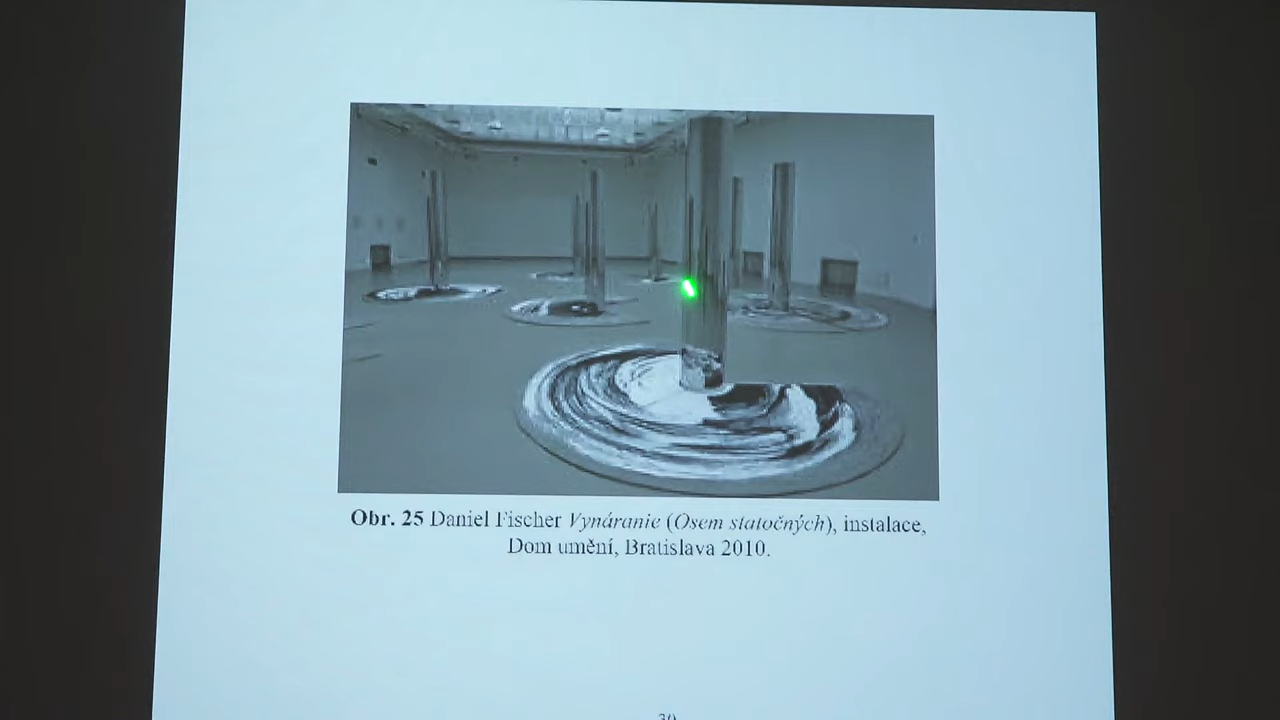 Obr. 25 Daniel Fischer Vynáranie (Osem statočných), instalace,
Dom umění, Bratislava 2010.